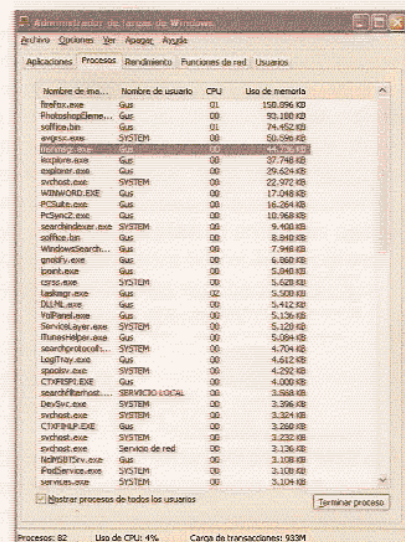 Administrador de tareas de Windows
Archivo Opciones Ver Apagar Ayuda
Aplicaciones Procesos Rendimiento Funciones de red Usuarios
Nombre de ima... Nombre de usuario CPU Uso de memoria
firefox.exe Gus 01 150.896 KB
PhotoshopEleme... Gus 00 93.180 KB
soffice.bin Gus 01 74.452 KB
avgrsx.exe SYSTEM 00 50.696 KB
msnmsgr.exe Gus 00 44.736 KB
iexplore.exe Gus 00 37.748 KB
explorer.exe Gus 00 29.624 KB
svchost.exe SYSTEM 00 22.972 KB
WINWORD.EXE Gus 00 17.048 KB
PCSuite.exe Gus 00 16.264 KB
PcSync2.exe Gus 00 10.968 KB
searchindexer.exe SYSTEM 00 9.400 KB
soffice.bin Gus 00 8.840 KB
WindowsSearch... Gus 00 7.948 KB
gnotify.exe Gus 00 6.860 KB
ipoint.exe Gus 00 5.840 KB
csrss.exe SYSTEM 00 5.628 KB
taskmgr.exe Gus 02 5.500 KB
DLLML.exe Gus 00 5.412 KB
VolPanel.exe Gus 00 5.136 KB
ServiceLayer.exe SYSTEM 00 5.120 KB
iTunesHelper.exe Gus 00 5.084 KB
searchprotocolh... SYSTEM 00 4.704 KB
LogiTray.exe Gus 00 4.612 KB
spoolsv.exe SYSTEM 00 4.292 KB
CTXFISPI.EXE Gus 00 4.000 KB
searchfilterhost.... SERVICIO LOCAL 00 3.568 KB
DevSvc.exe SYSTEM 00 3.396 KB
svchost.exe SYSTEM 00 3.324 KB
CTXFIHLP.EXE Gus 00 3.260 KB
svchost.exe SYSTEM 00 3.232 KB
svchost.exe Servicio de red 00 3.136 KB
Gus 00 3.108 KB
iPodService.exe SYSTEM 00 3.108 KB
services.exe SYSTEM 00 3.104 KB
Mostrar procesos de todos los usuarios
Terminar proceso
Procesos: 82 Uso de CPU: 4% Carga de transacciones: 933M